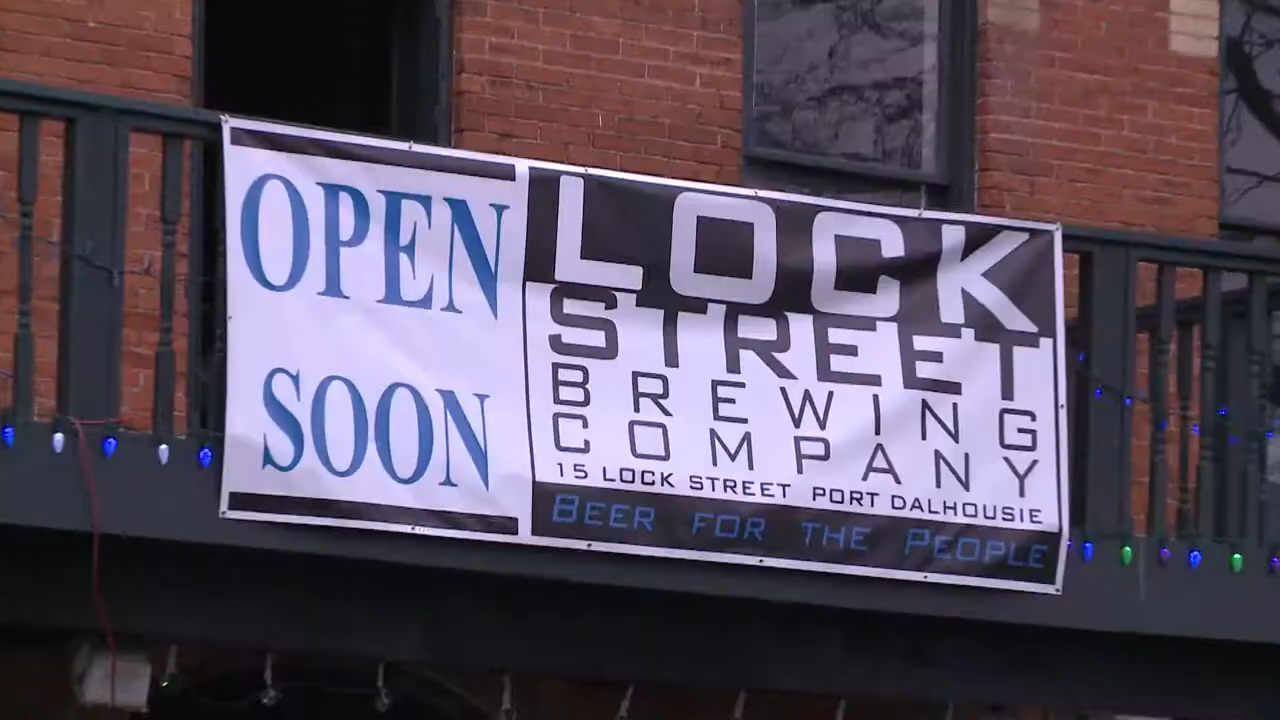 OPEN
SOON
LOCK
STREET
BREWING
COMPANY
15 LOCK STREET PORT DALHOUSIE
BEER FOR THE PEOPLE